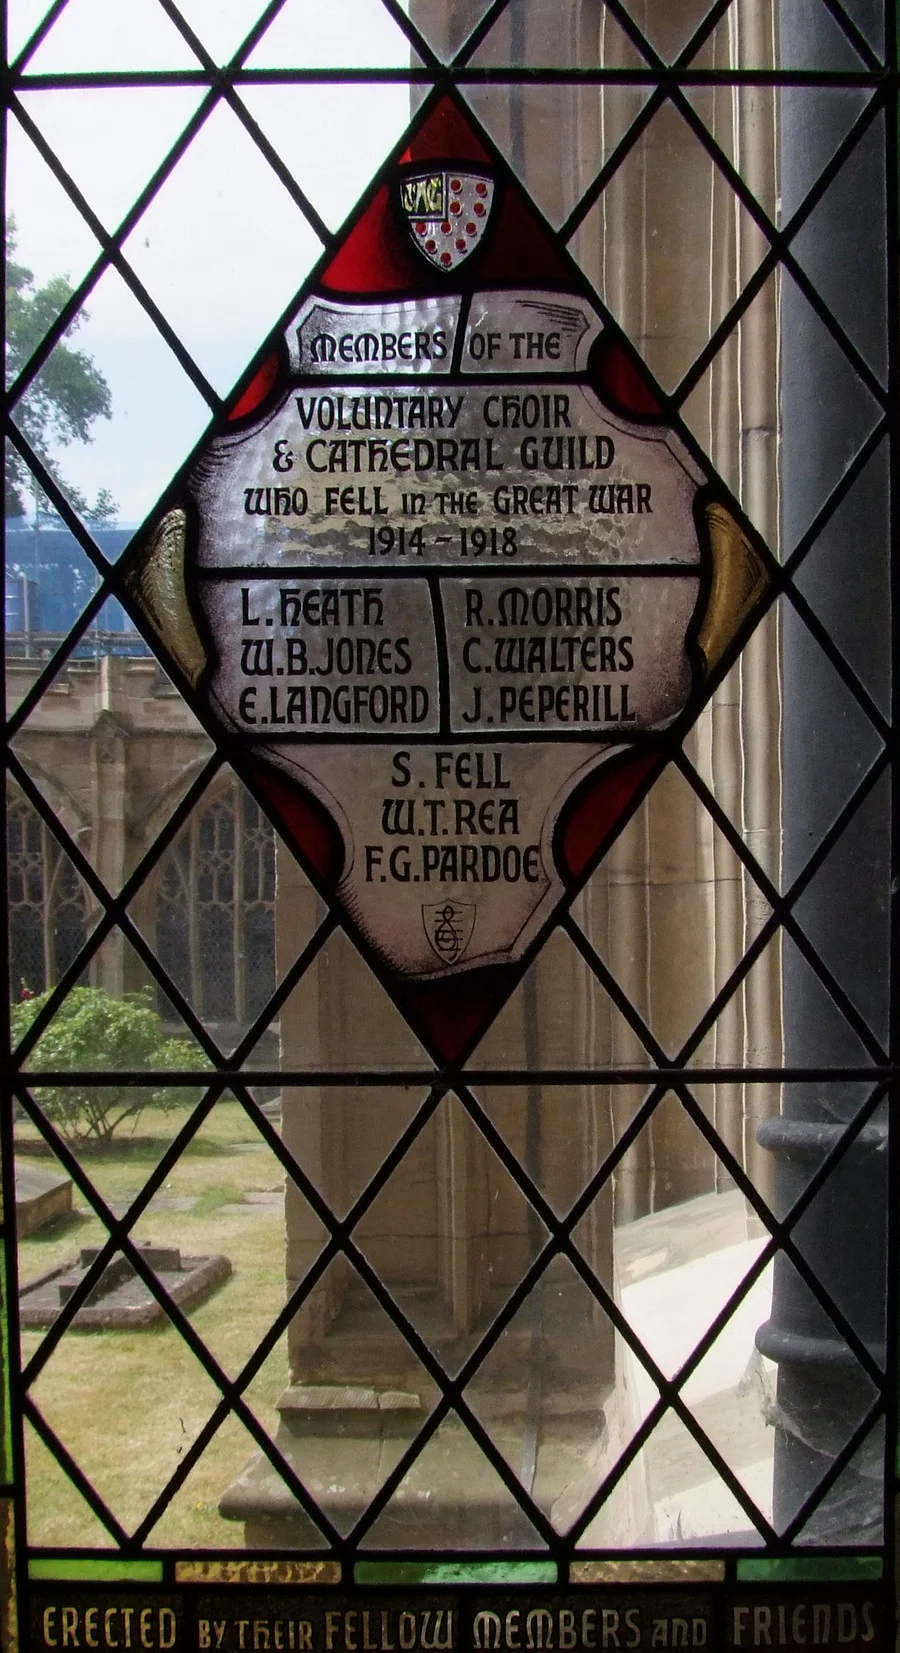 MEMBERS OF THE
VOLUNTARY CHOIR
& CATHEDRAL GUILD
WHO FELL IN THE GREAT WAR
1914-1918
L. HEATH R. MORRIS
W.B. JONES C. WALTERS
E. LANGFORD J. PEPERILL
S. FELL
W.T. REA
F.G. PARDOE
ERECTED BY THEIR FELLOW MEMBERS AND FRIENDS